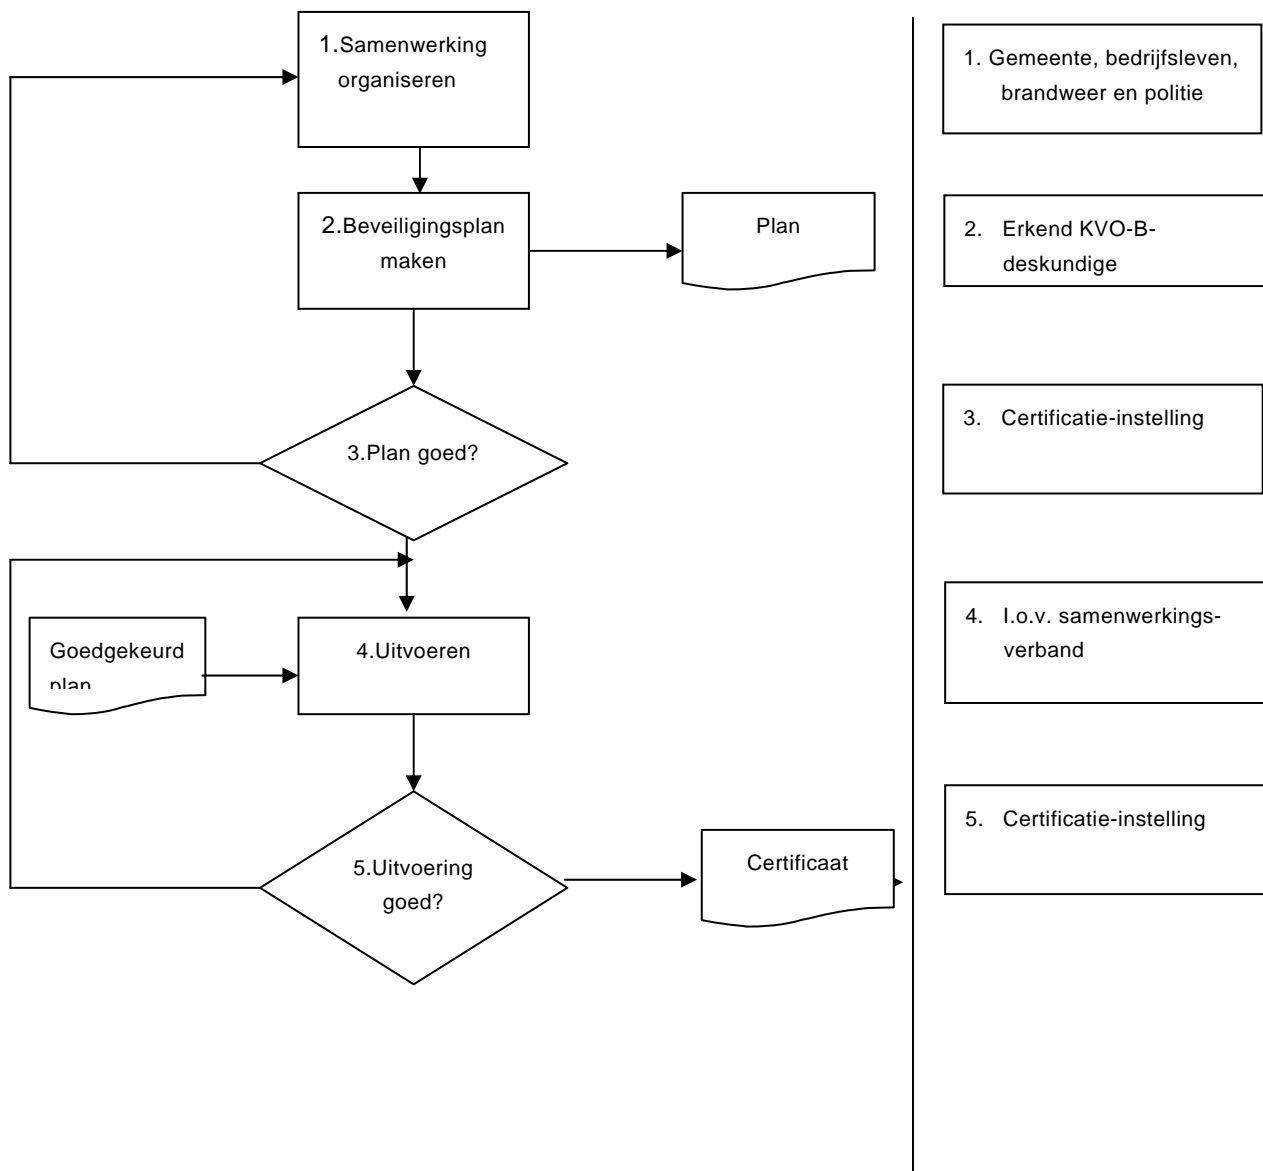 1.Samenwerking
organiseren
2.Beveiligingsplan
maken
Plan
3.Plan goed?
Goedgekeurd
plan
4.Uitvoeren
5.Uitvoering
goed?
Certificaat
1. Gemeente, bedrijfsleven,
brandweer en politie
2. Erkend KVO-B-
deskundige
3. Certificatie-instelling
4. I.o.v. samenwerkings-
verband
5. Certificatie-instelling